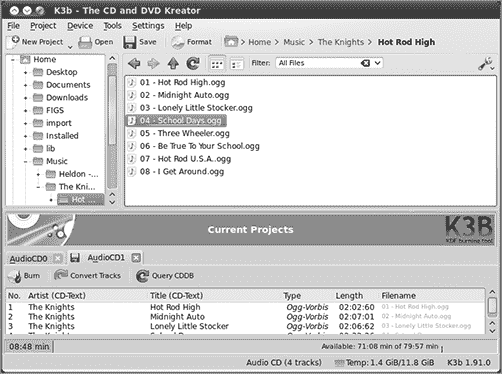 K3b - The CD and DVD Kreator
File Project Device Tools Settings Help
New Project Open Save Format Home Music The Knights Hot Rod High
Home
Desktop
Documents
Downloads
FIGS
import
Installed
lib
Music
Heldon -...
The Kni...
Hot ...
Filter: All Files
01 - Hot Rod High.ogg
02 - Midnight Auto.ogg
03 - Lonely Little Stocker.ogg
04 - School Days.ogg
05 - Three Wheeler.ogg
06 - Be True To Your School.ogg
07 - Hot Rod U.S.A..ogg
08 - I Get Around.ogg
Current Projects
K3B
KDE burning tool
AudioCD0 AudioCD1
Burn Convert Tracks Query CDDB
No. Artist (CD-Text) Title (CD-Text) Type Length Filename
1 The Knights Hot Rod High Ogg-Vorbis 02:02:60 01 - Hot Rod High.ogg
2 The Knights Midnight Auto Ogg-Vorbis 02:07:01 02 - Midnight Auto.ogg
3 The Knights Lonely Little Stocker Ogg-Vorbis 02:06:62 03 - Lonely Little Stocker.ogg
08:48 min Available: 71:08 min of 79:57 min
Audio CD (4 tracks) Temp: 1.4 GiB/11.8 GiB K3b 1.91.0